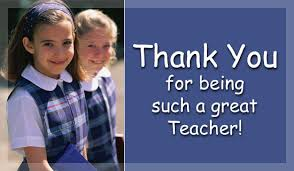 Thank You
for being
such a great
Teacher!